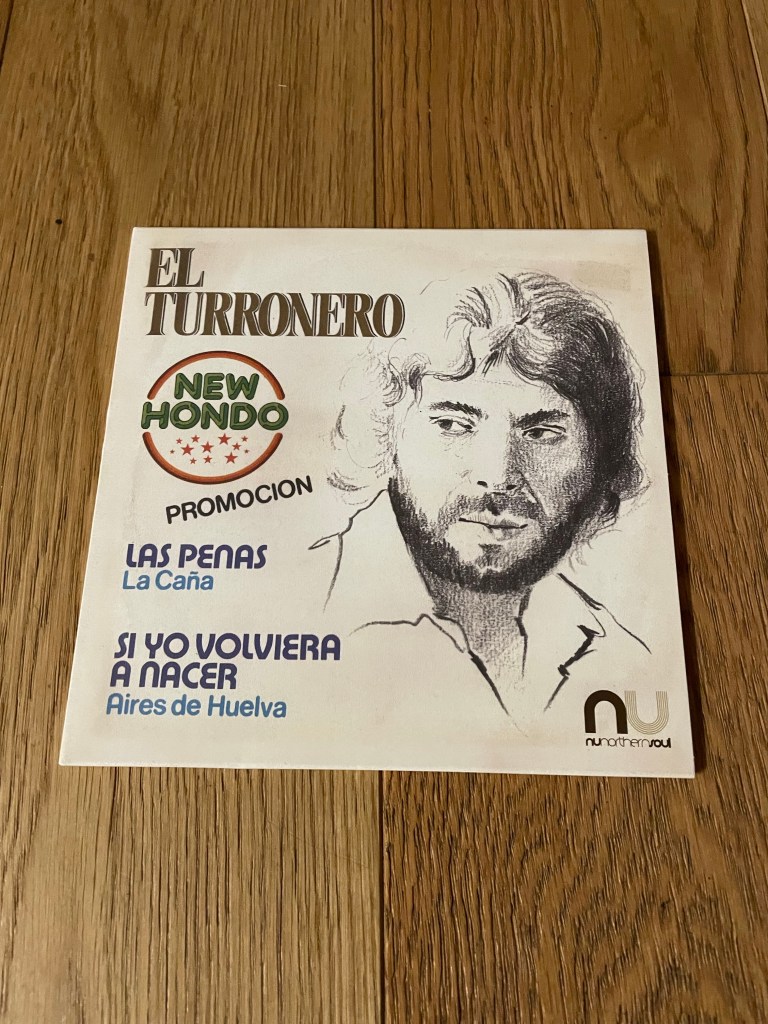 EL
TURRONERO
NEW
HONDO
PROMOCION
LAS PENAS
La Caña
SI YO VOLVIERA
A NACER
Aires de Huelva
nu
nunorthernsoul